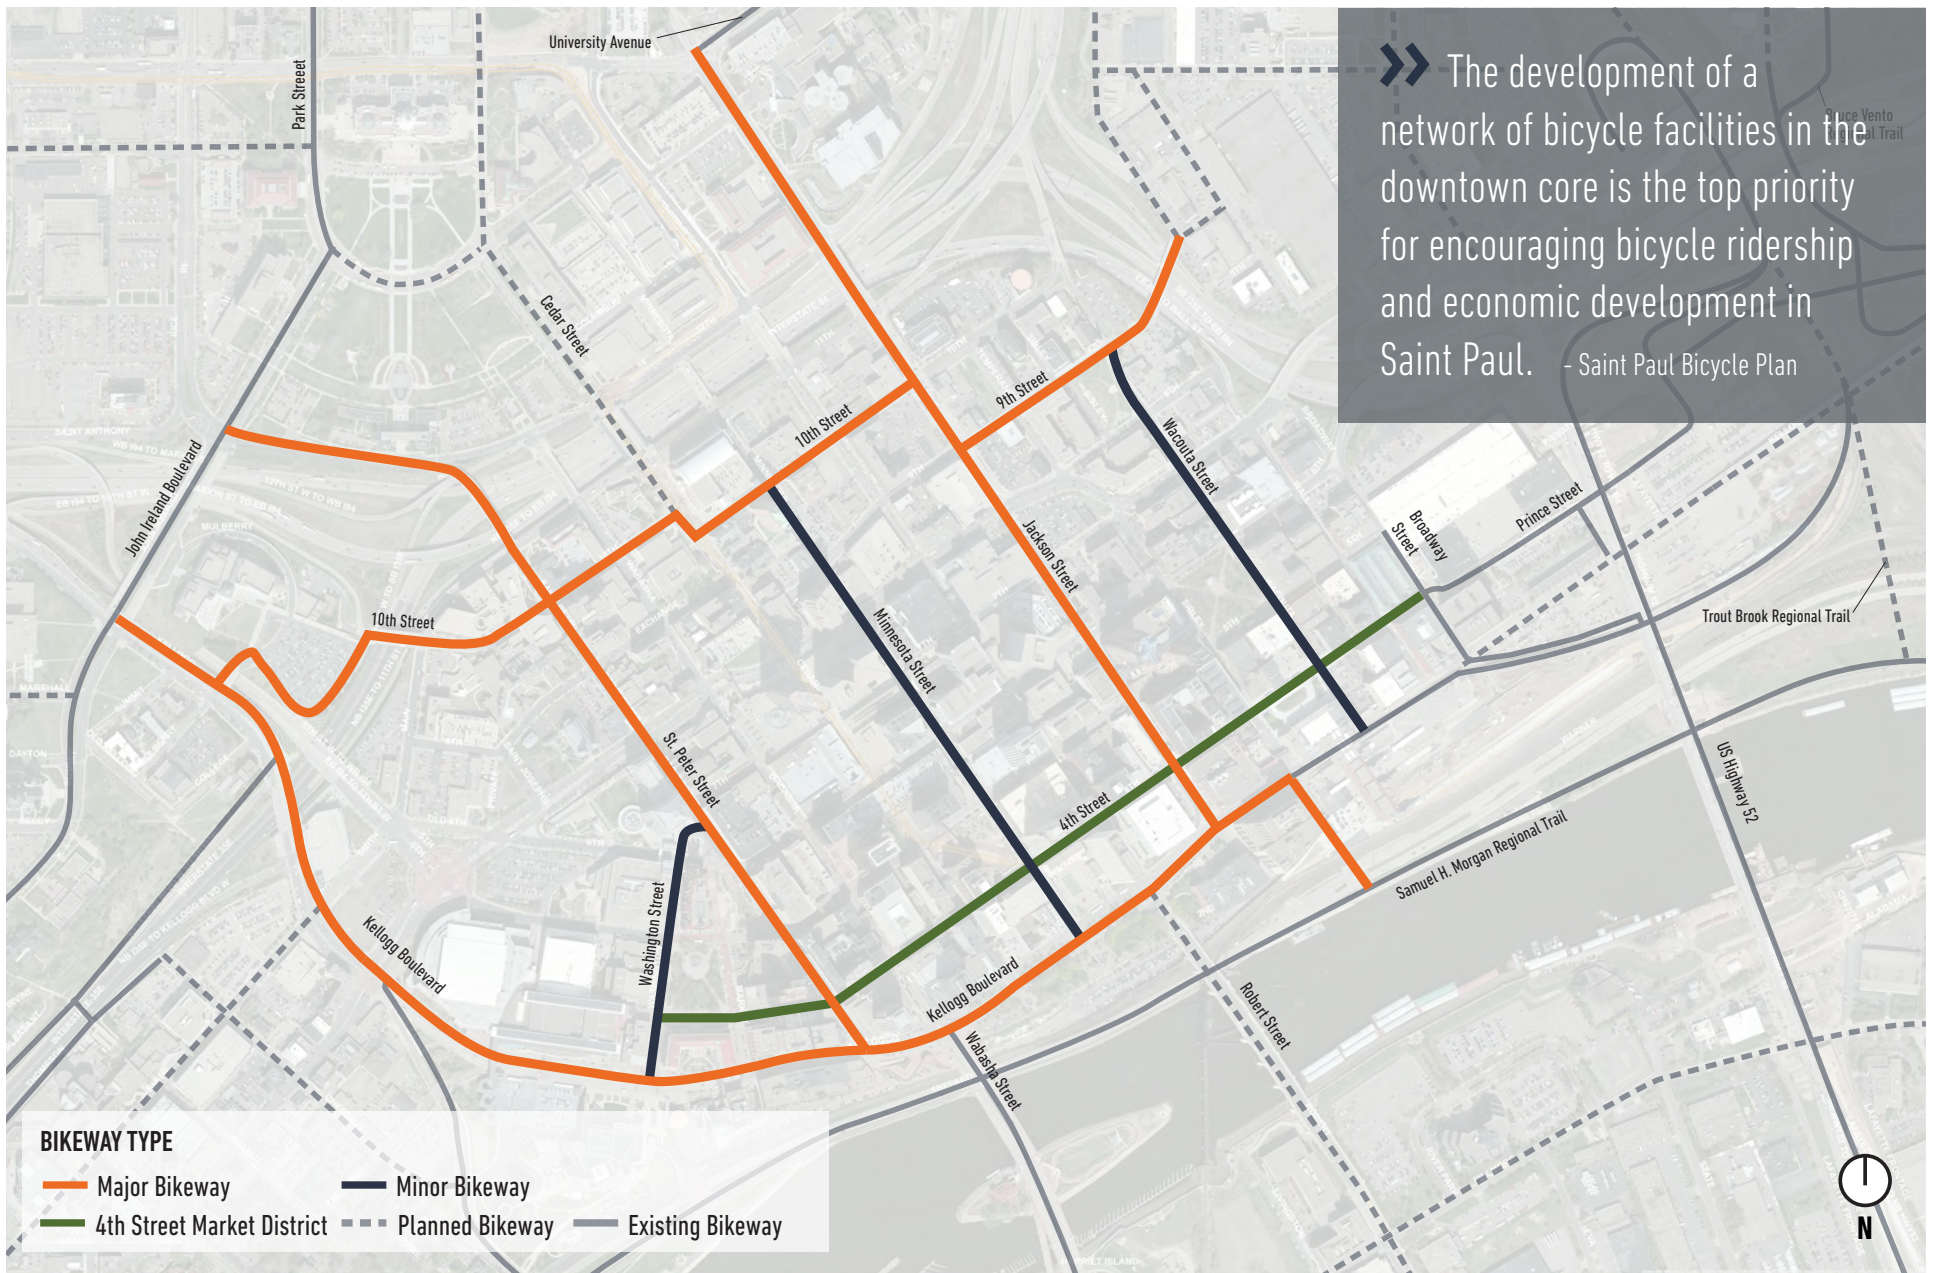 University Avenue
Park Streeet
The development of a
network of bicycle facilities in the
downtown core is the top priority
for encouraging bicycle ridership
and economic development in
Saint Paul. - Saint Paul Bicycle Plan
Cedar Street
John Ireland Boulevard
10th Street
9th Street
Wacouta Street
Broadway
Street
Prince Street
Jackson Street
10th Street
Minnesota Street
Trout Brook Regional Trail
St. Peter Street
US Highway 52
4th Street
Samuel H. Morgan Regional Trail
Washington Street
Kellogg Boulevard
Kellogg Boulevard
Robert Street
Wabasha Street
BIKEWAY TYPE
Major Bikeway
Minor Bikeway
4th Street Market District
Planned Bikeway
Existing Bikeway
N